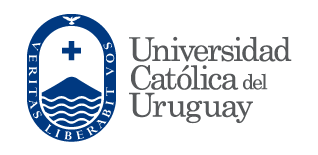 VERITAS LIBERABIT VOS
Universidad
Católica del
Uruguay